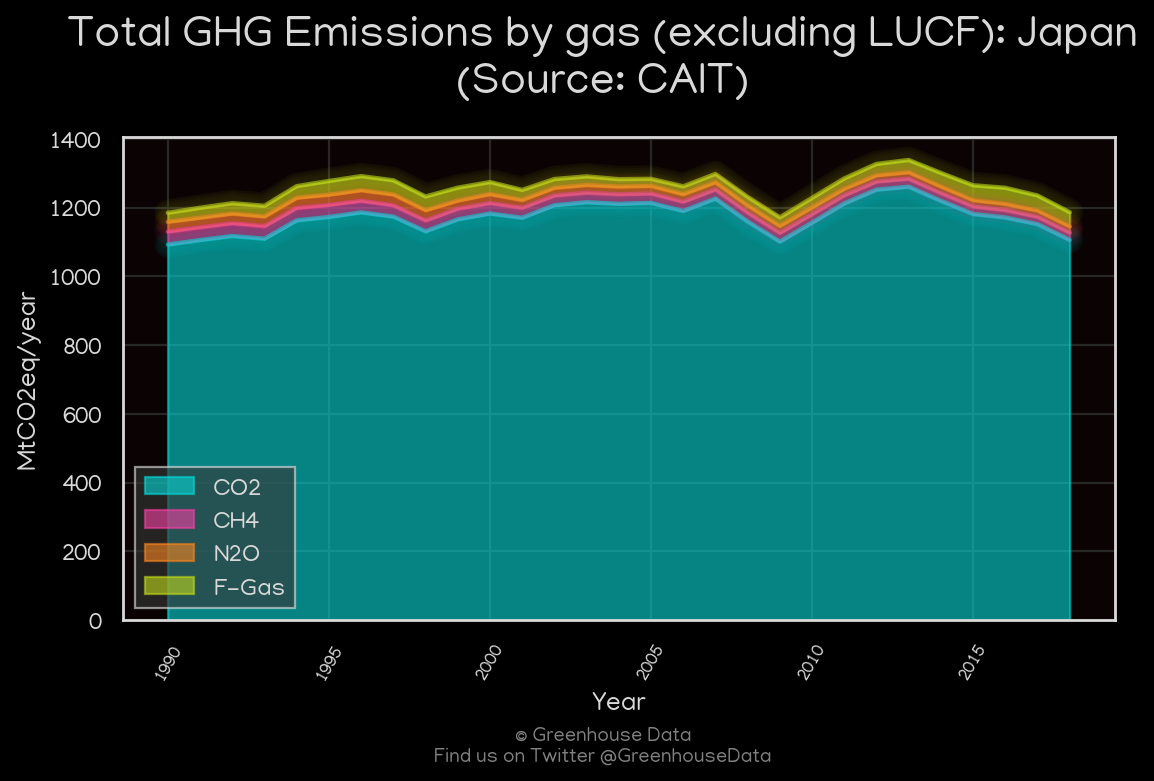 Total GHG Emissions by gas (excluding LUCF): Japan
(Source: CAIT)
1400
1200
1000
800
600
400
200
0
MtCO2eq/year
CO2
CH4
N2O
F-Gas
1990
1995
2000
2005
2010
2015
Year
© Greenhouse Data
Find us on Twitter @GreenhouseData